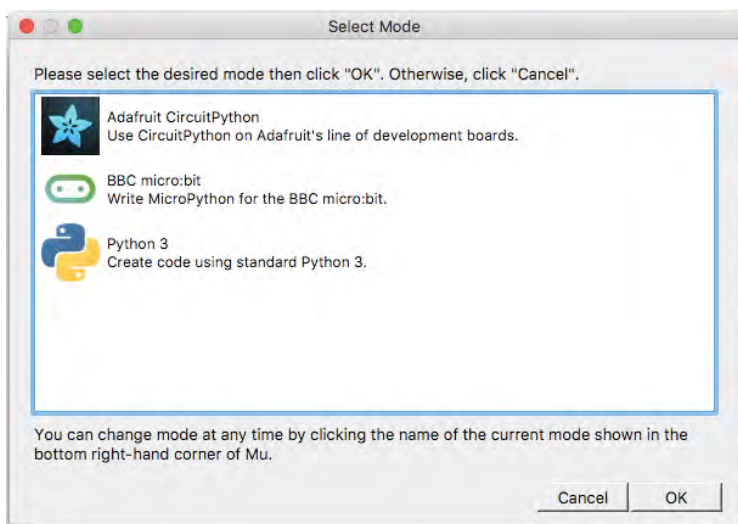 Select Mode
Please select the desired mode then click "OK". Otherwise, click "Cancel".
Adafruit CircuitPython
Use CircuitPython on Adafruit's line of development boards.
BBC micro:bit
Write MicroPython for the BBC micro:bit.
Python 3
Create code using standard Python 3.
You can change mode at any time by clicking the name of the current mode shown in the
bottom right-hand corner of Mu.
Cancel OK